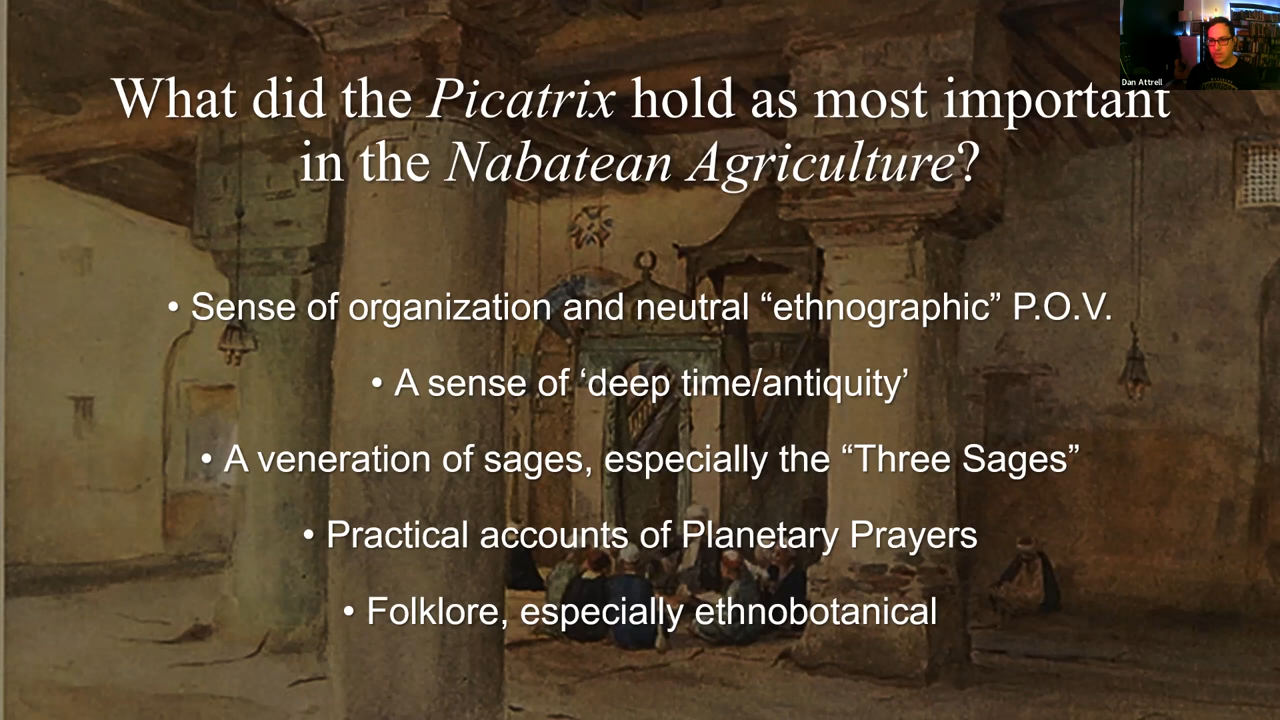 Dan Attrell
What did the Picatrix hold as most important
in the Nabatean Agriculture?
• Sense of organization and neutral “ethnographic” P.O.V.
• A sense of ‘deep time/antiquity’
• A veneration of sages, especially the “Three Sages”
• Practical accounts of Planetary Prayers
• Folklore, especially ethnobotanical